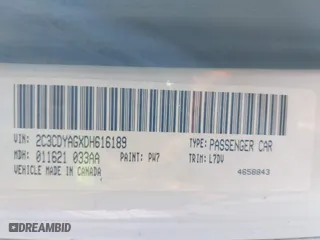 VIN: 2C3CDYAGXDH616189 TYPE: PASSENGER CAR
MDH: 011621 033AA PAINT: PW7 TRIM: L7DV
VEHICLE MADE IN CANADA 4658843
DREAMBID